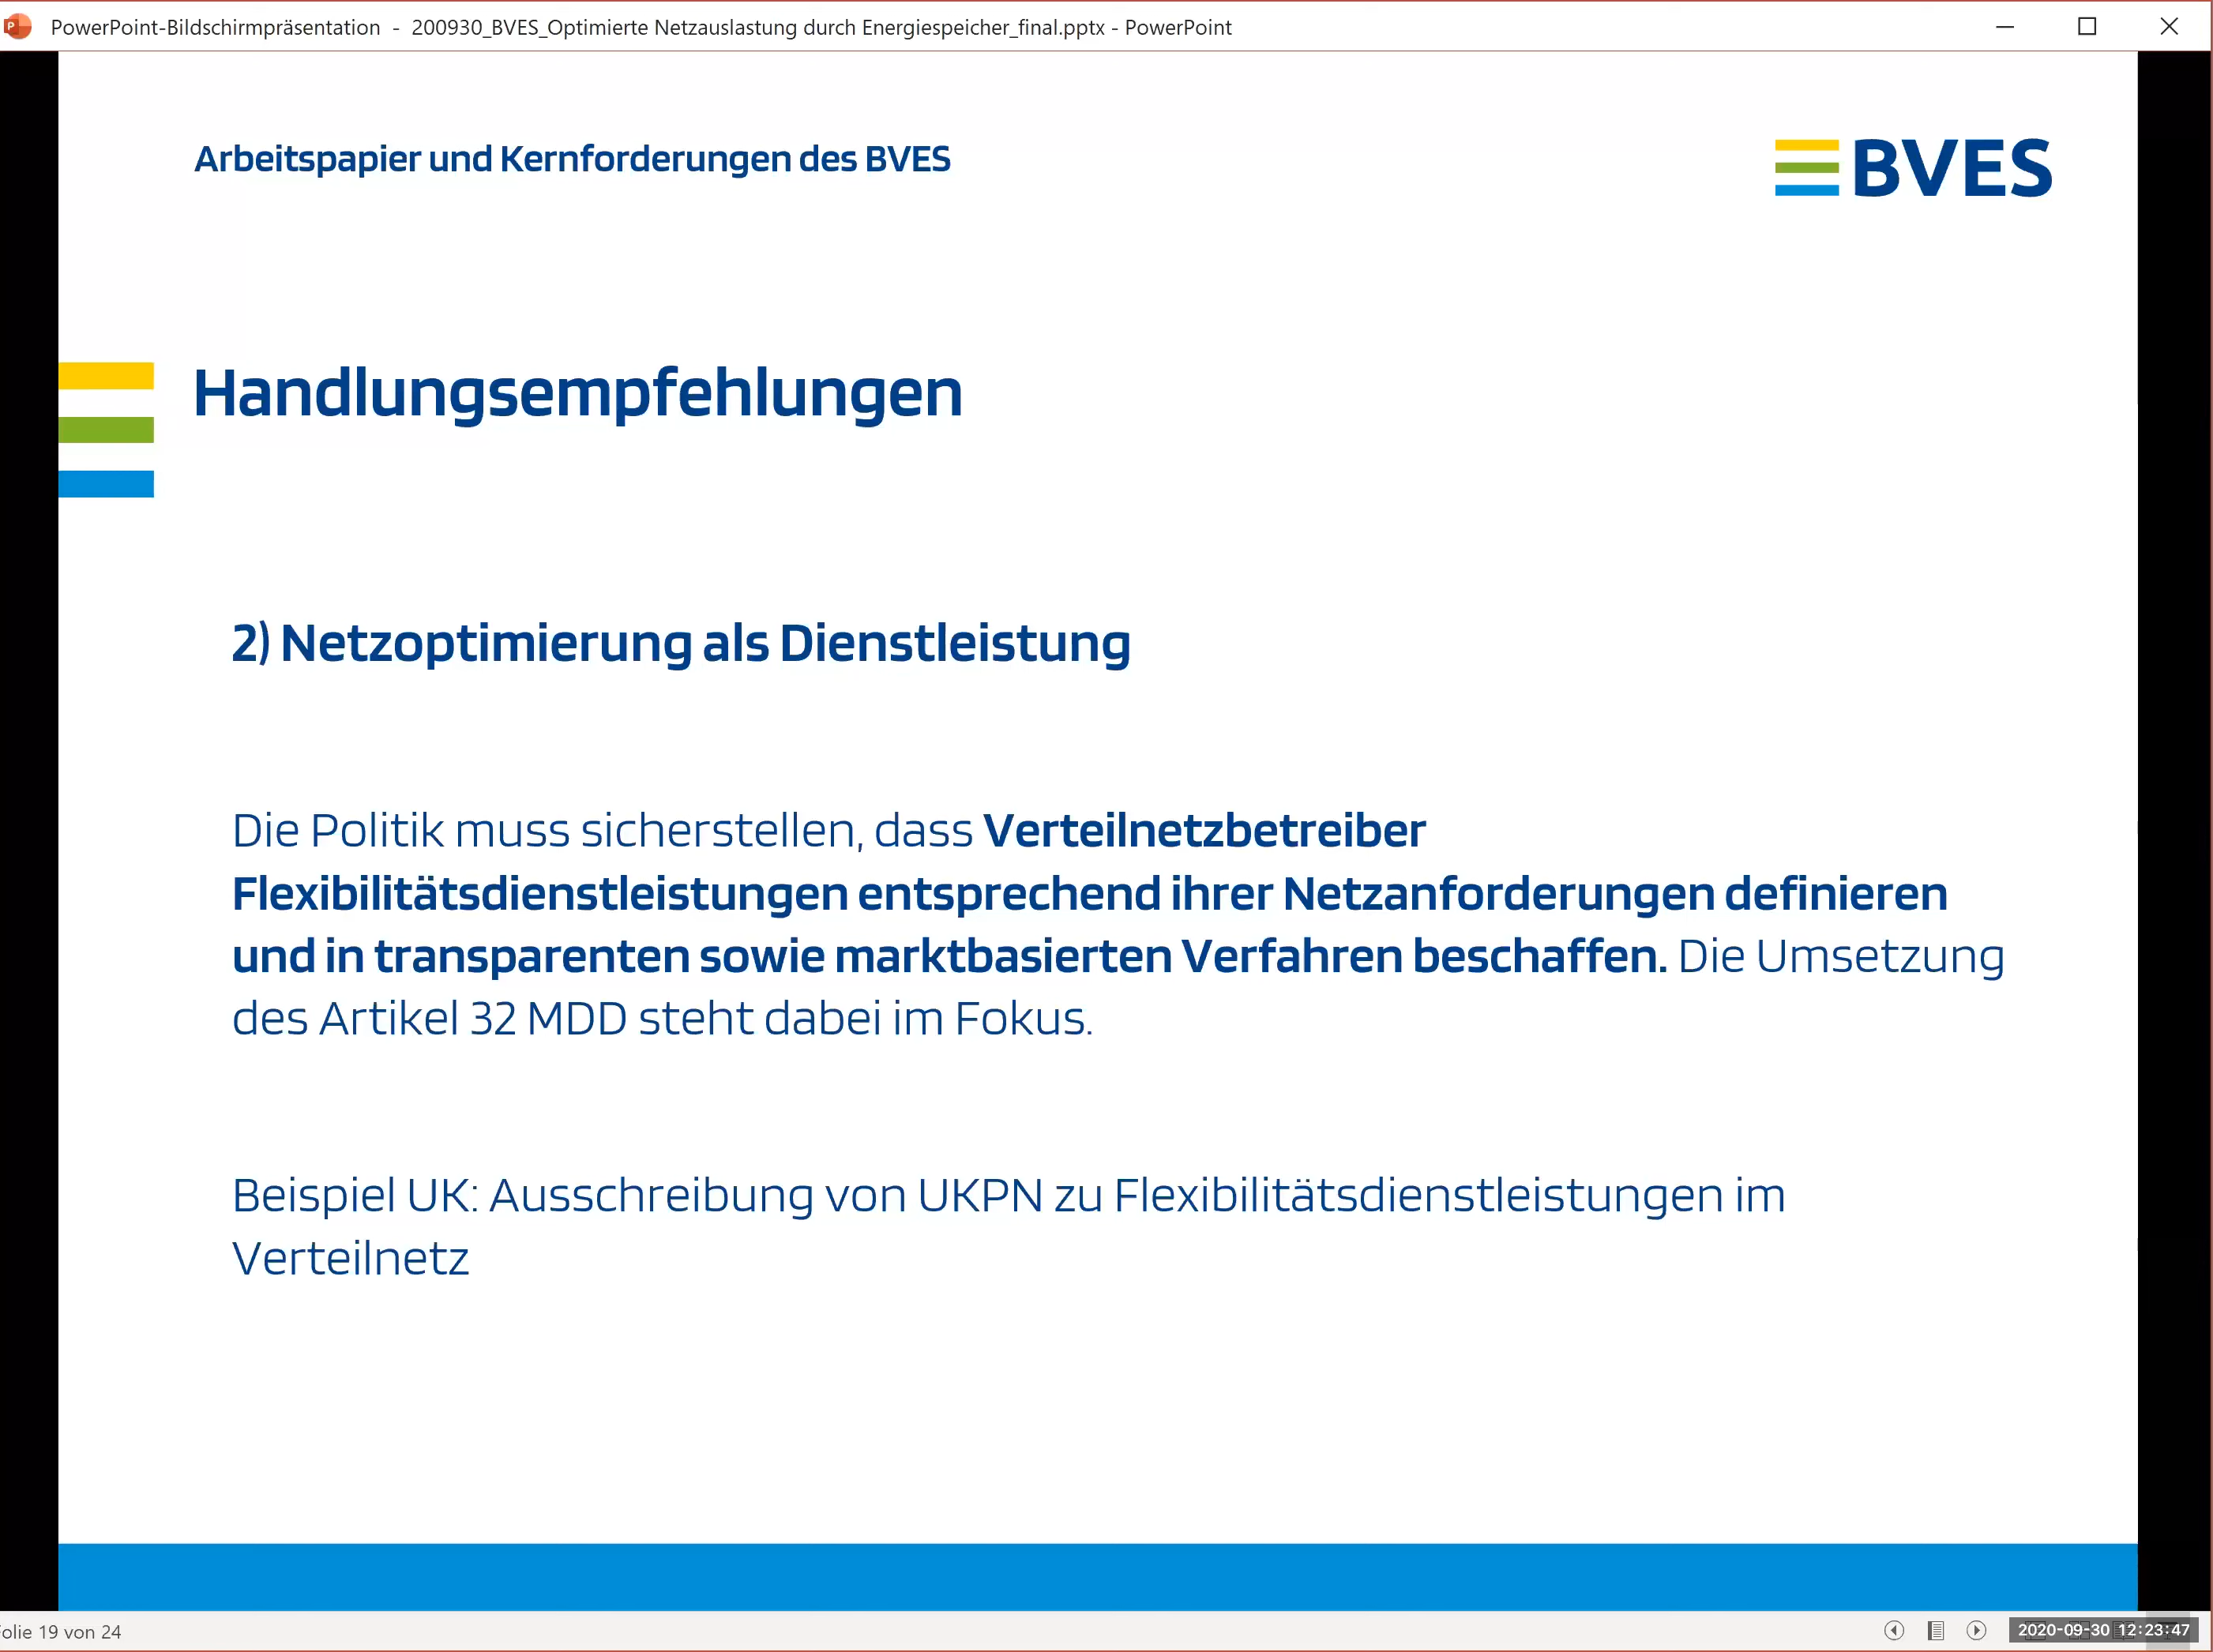 PowerPoint-Bildschirmpräsentation - 200930_BVES_Optimierte Netzauslastung durch Energiespeicher_final.pptx - PowerPoint
Arbeitspapier und Kernforderungen des BVES
BVES
Handlungsempfehlungen
2) Netzoptimierung als Dienstleistung
Die Politik muss sicherstellen, dass Verteilnetzbetreiber
Flexibilitätsdienstleistungen entsprechend ihrer Netzanforderungen definieren
und in transparenten sowie marktbasierten Verfahren beschaffen. Die Umsetzung
des Artikel 32 MDD steht dabei im Fokus.
Beispiel UK: Ausschreibung von UKPN zu Flexibilitätsdienstleistungen im
Verteilnetz
olie 19 von 24
2020-09-30 12:23:47